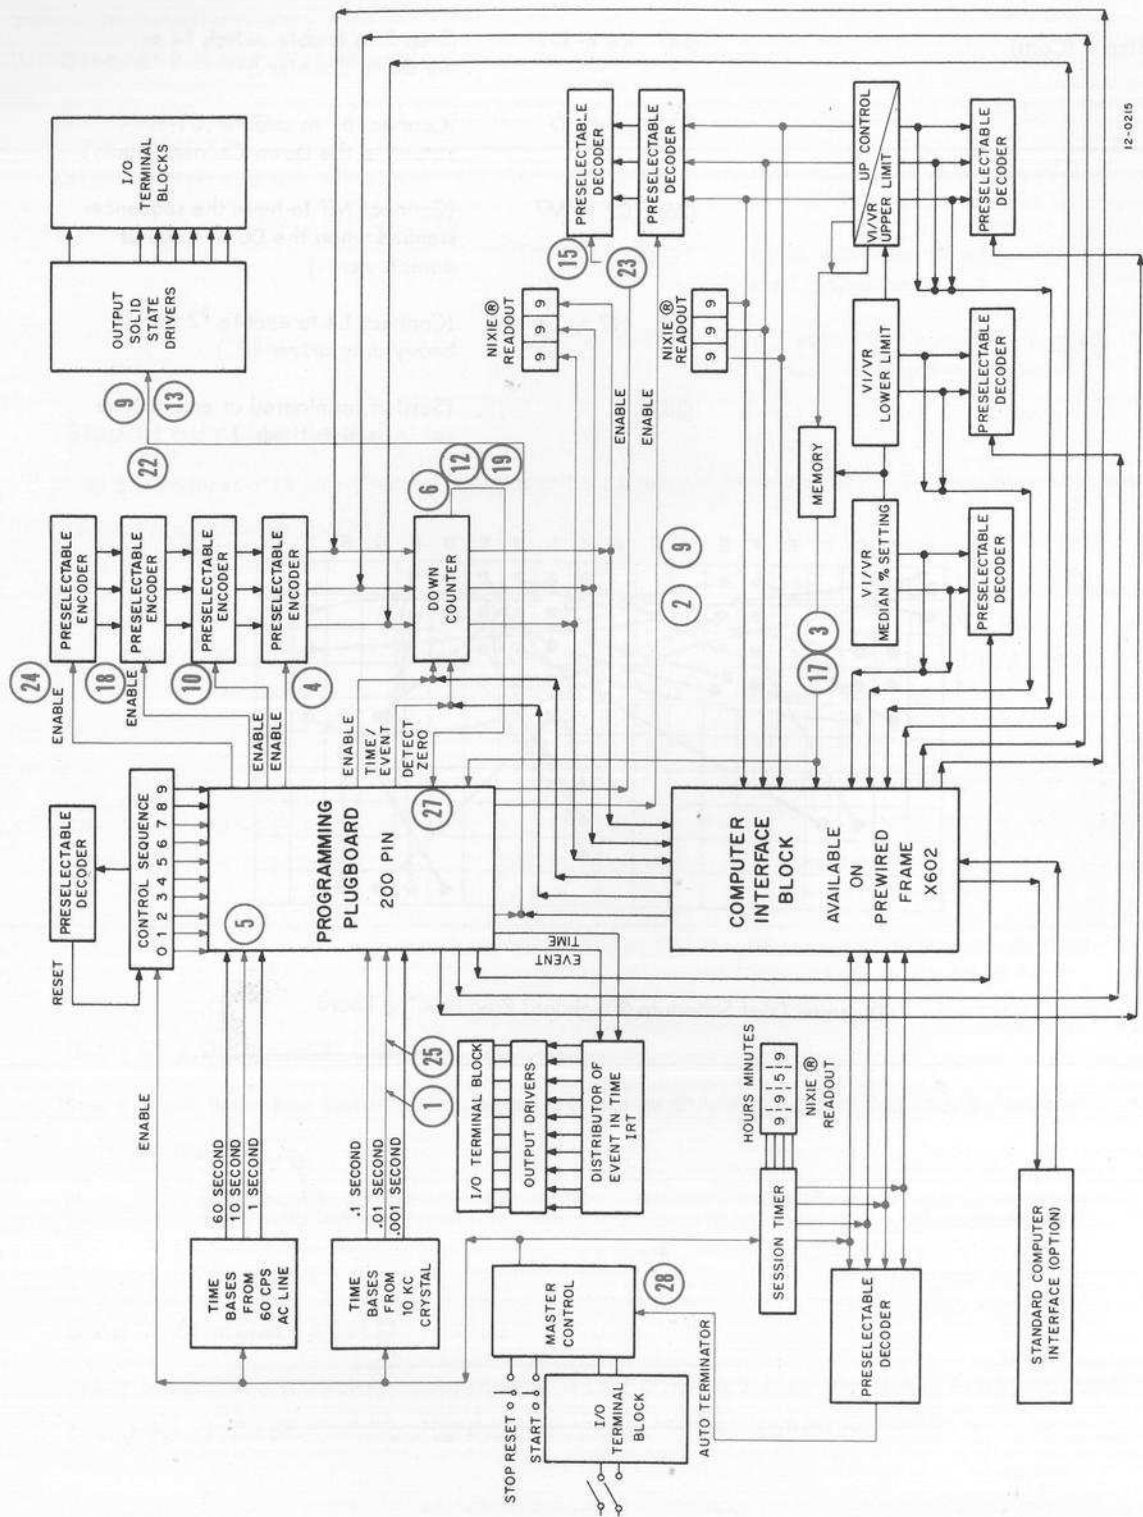 PRESELECTABLE
DECODER
RESET
ENABLE
CONTROL SEQUENCE
0 1 2 3 4 5 6 7 8 9
5
PROGRAMMING
PLUGBOARD
200 PIN
27
EVENT
TIME
TIME
BASES
FROM
60 CPS
AC LINE
60 SECOND
10 SECOND
1 SECOND
TIME
BASES
FROM
10 KC
CRYSTAL
.1 SECOND
.01 SECOND
.001 SECOND
1
25
24
ENABLE
18
ENABLE
10
ENABLE
ENABLE
4
PRESELECTABLE
ENCODER
PRESELECTABLE
ENCODER
PRESELECTABLE
ENCODER
PRESELECTABLE
ENCODER
ENABLE
TIME/
EVENT
DETECT
ZERO
DOWN
COUNTER
6
12
19
22
9
13
OUTPUT
SOLID
STATE
DRIVERS
I/O
TERMINAL
BLOCKS
NIXIE ®
READOUT
9 9 9
ENABLE
ENABLE
15
23
PRESELECTABLE
DECODER
PRESELECTABLE
DECODER
NIXIE ®
READOUT
9 9 9
2
9
I/O TERMINAL BLOCK
OUTPUT DRIVERS
DISTRIBUTOR OF
EVENT IN TIME
IRT
STOP RESET
START
I/O
TERMINAL
BLOCK
MASTER
CONTROL
28
AUTO TERMINATOR
SESSION TIMER
HOURS MINUTES
9 9 5 9
NIXIE ®
READOUT
PRESELECTABLE
DECODER
COMPUTER
INTERFACE
BLOCK
AVAILABLE
ON
PREWIRED
FRAME
X602
STANDARD COMPUTER
INTERFACE (OPTION)
17
3
MEMORY
VI/VR
MEDIAN % SETTING
VI/VR
LOWER LIMIT
UP CONTROL
VI/VR
UPPER LIMIT
PRESELECTABLE
DECODER
PRESELECTABLE
DECODER
PRESELECTABLE
DECODER
12-0215